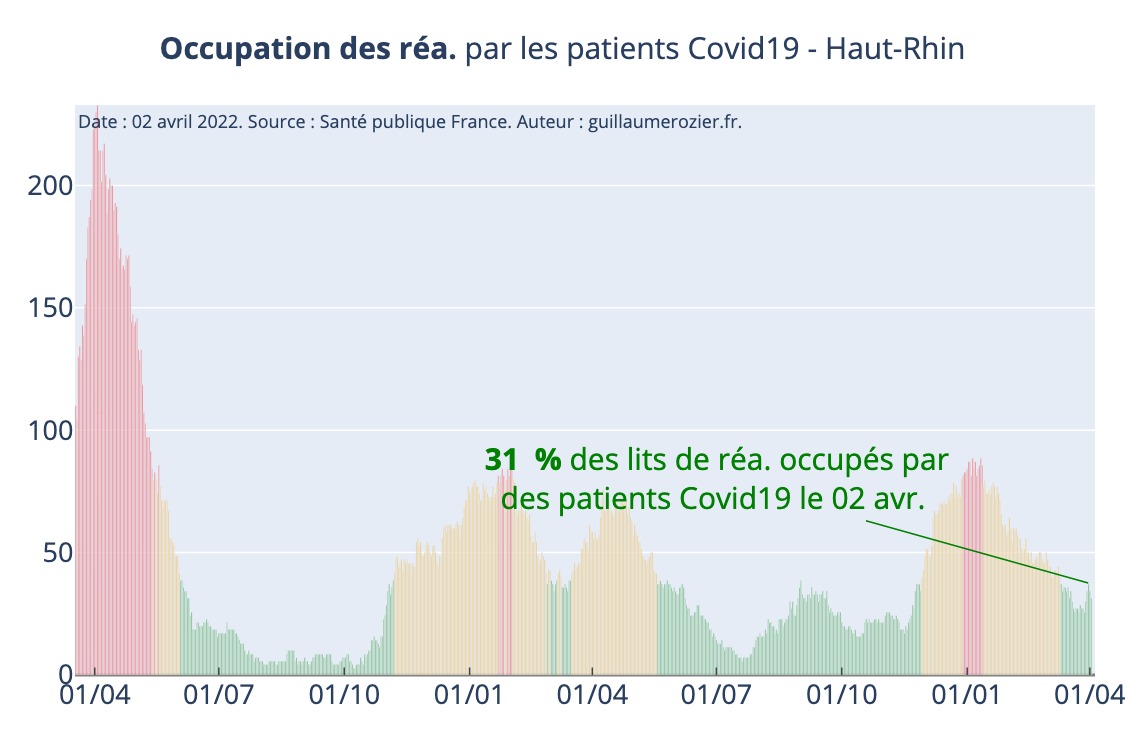 Occupation des réa. par les patients Covid19 - Haut-Rhin
Date : 02 avril 2022. Source : Santé publique France. Auteur : guillaumerozier.fr.
200
150
100
31 % des lits de réa. occupés par
des patients Covid19 le 02 avr.
50
0
01/04 01/07 01/10 01/01 01/04 01/07 01/10 01/01 01/04